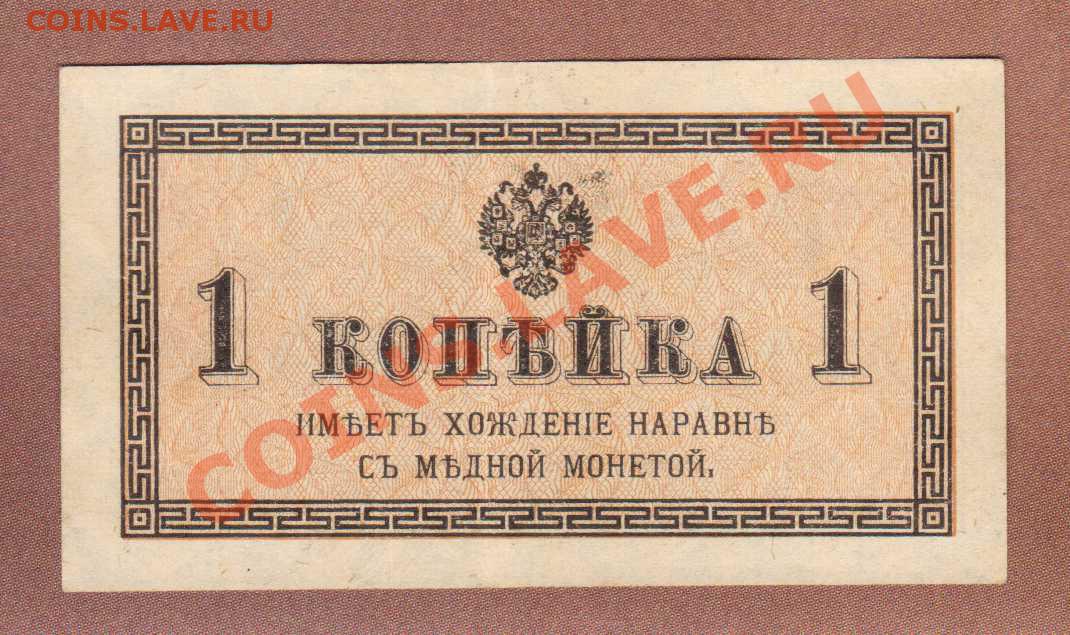 COINS.LAVE.RU
1 КОПѢЙКА 1
ИМѢЕТЪ ХОЖДЕНІЕ НАРАВНѢ
СЪ МѢДНОЙ МОНЕТОЙ.
COINS.LAVE.RU